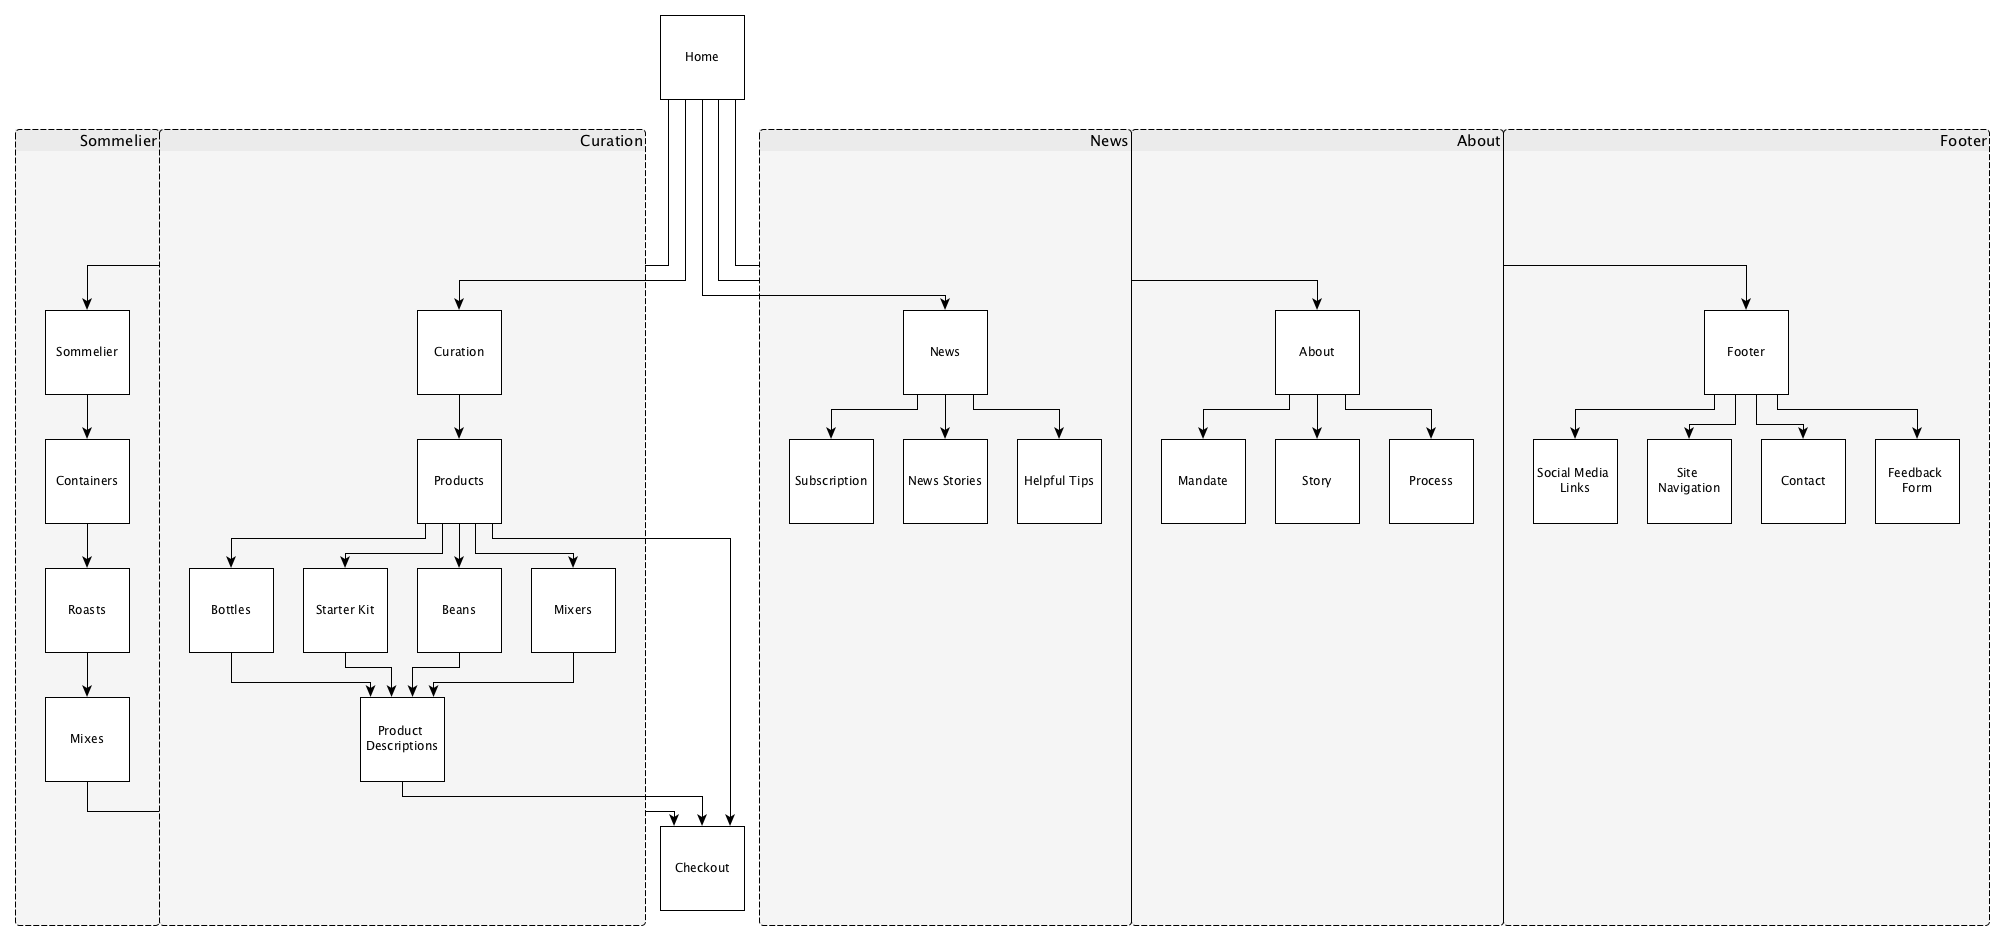 Home
Sommelier
Curation
News
About
Footer
Sommelier
Curation
News
About
Footer
Containers
Products
Subscription
News Stories
Helpful Tips
Mandate
Story
Process
Social Media
Links
Site
Navigation
Contact
Feedback
Form
Roasts
Bottles
Starter Kit
Beans
Mixers
Mixes
Product
Descriptions
Checkout